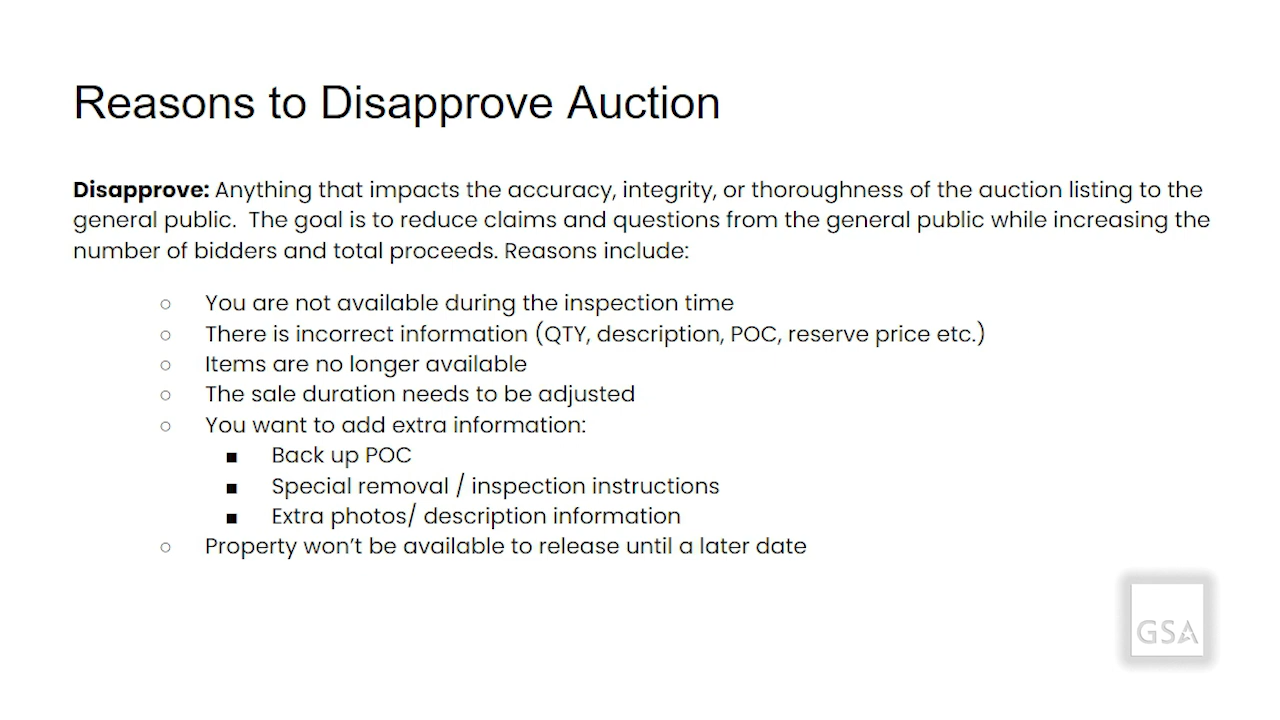 Reasons to Disapprove Auction
Disapprove: Anything that impacts the accuracy, integrity, or thoroughness of the auction listing to the
general public.  The goal is to reduce claims and questions from the general public while increasing the
number of bidders and total proceeds. Reasons include:
○ You are not available during the inspection time
○ There is incorrect information (QTY, description, POC, reserve price etc.)
○ Items are no longer available
○ The sale duration needs to be adjusted
○ You want to add extra information:
■ Back up POC
■ Special removal / inspection instructions
■ Extra photos/ description information
○ Property won’t be available to release until a later date
GSA